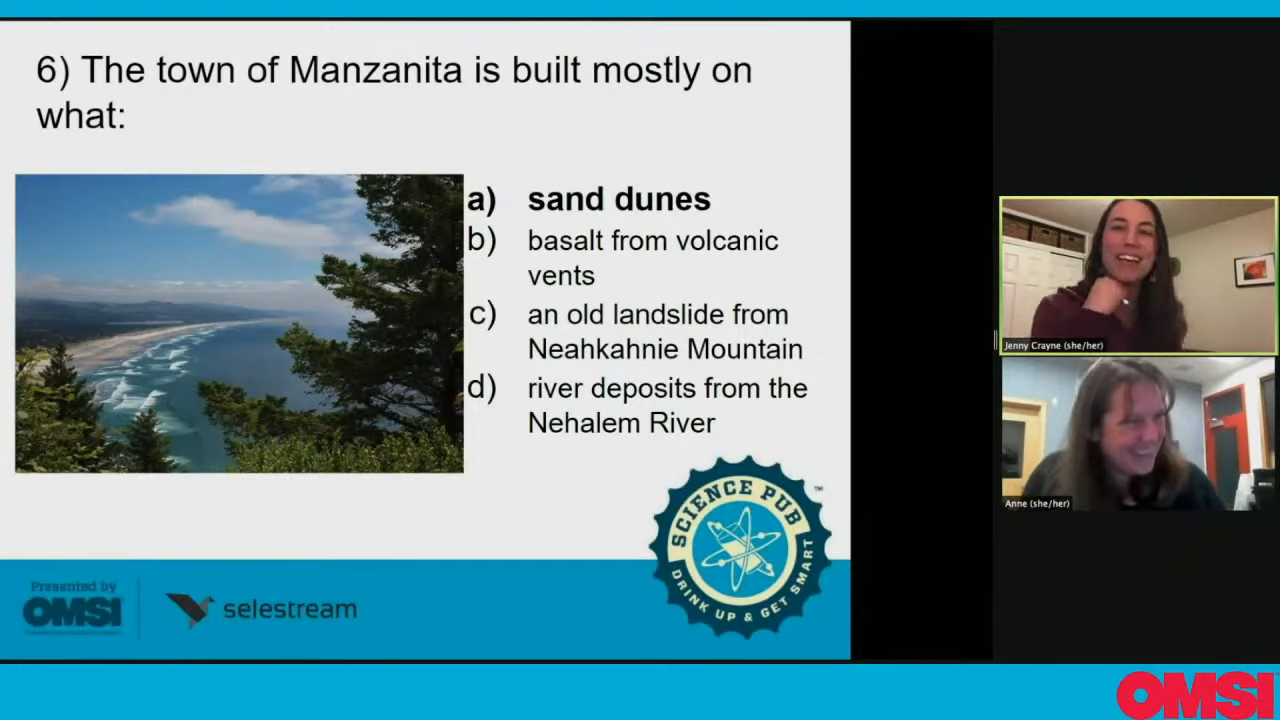 6) The town of Manzanita is built mostly on
what:
a) sand dunes
b) basalt from volcanic
vents
c) an old landslide from
Neahkahnie Mountain
d) river deposits from the
Nehalem River
SCIENCE PUB
DRINK UP & GET SMART
™
Presented by
OMSI
selestream
Jenny Crayne (she/her)
Anne (she/her)
OMSI